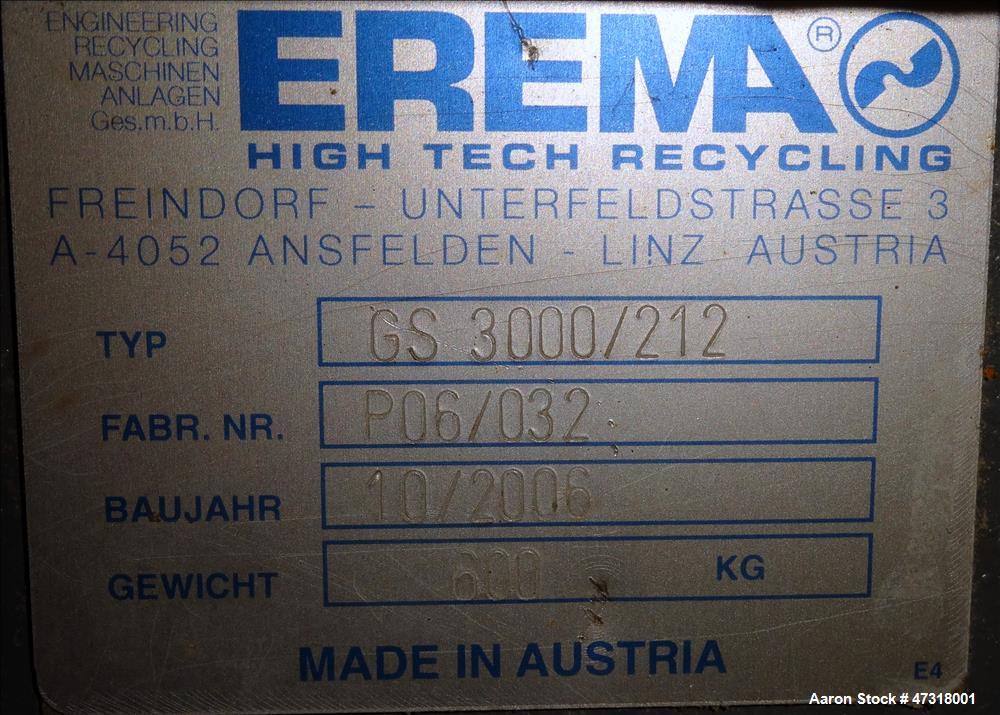 ENGINEERING
RECYCLING
MASCHINEN
ANLAGEN
Ges.m.b.H.
EREMA®
HIGH TECH RECYCLING
FREINDORF - UNTERFELDSTRASSE 3
A-4052 ANSFELDEN - LINZ AUSTRIA
TYP GS 3000/212
FABR. NR. P06/032
BAUJAHR 10/2006
GEWICHT 600 KG
MADE IN AUSTRIA
E4
Aaron Stock # 47318001